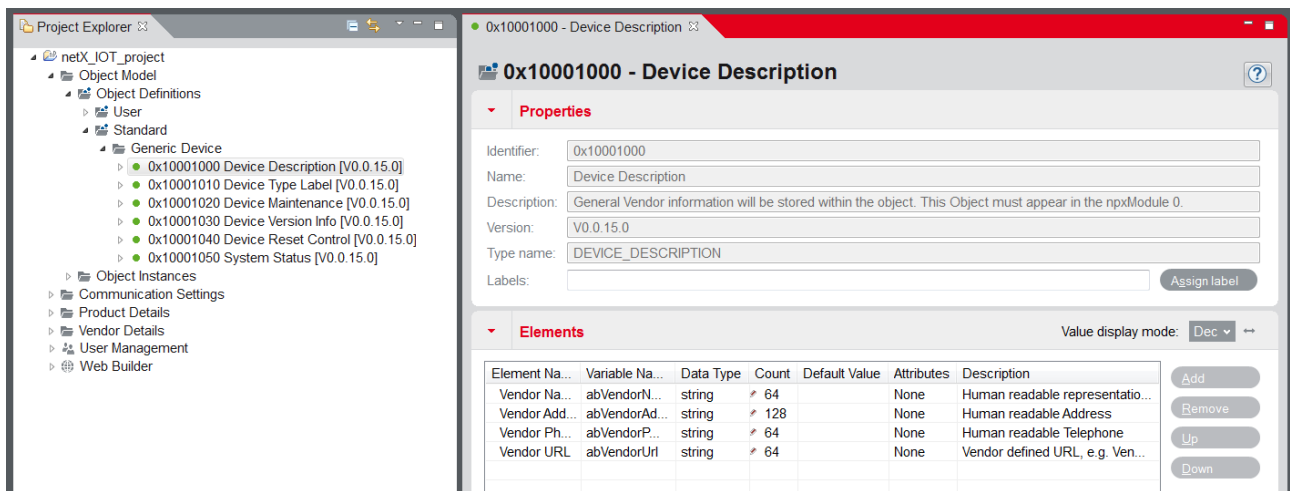 Project Explorer
netX_IOT_project
Object Model
Object Definitions
User
Standard
Generic Device
0x10001000 Device Description [V0.0.15.0]
0x10001010 Device Type Label [V0.0.15.0]
0x10001020 Device Maintenance [V0.0.15.0]
0x10001030 Device Version Info [V0.0.15.0]
0x10001040 Device Reset Control [V0.0.15.0]
0x10001050 System Status [V0.0.15.0]
Object Instances
Communication Settings
Product Details
Vendor Details
User Management
Web Builder
0x10001000 - Device Description
0x10001000 - Device Description
Properties
Identifier: 0x10001000
Name: Device Description
Description: General Vendor information will be stored within the object. This Object must appear in the npxModule 0.
Version: V0.0.15.0
Type name: DEVICE_DESCRIPTION
Labels: Assign label
Elements Value display mode: Dec
Element Na... Variable Na... Data Type Count Default Value Attributes Description
Vendor Na... abVendorN... string 64 None Human readable representatio...
Vendor Add... abVendorAd... string 128 None Human readable Address
Vendor Ph... abVendorP... string 64 None Human readable Telephone
Vendor URL abVendorUrl string 64 None Vendor defined URL, e.g. Ven...
Add
Remove
Up
Down